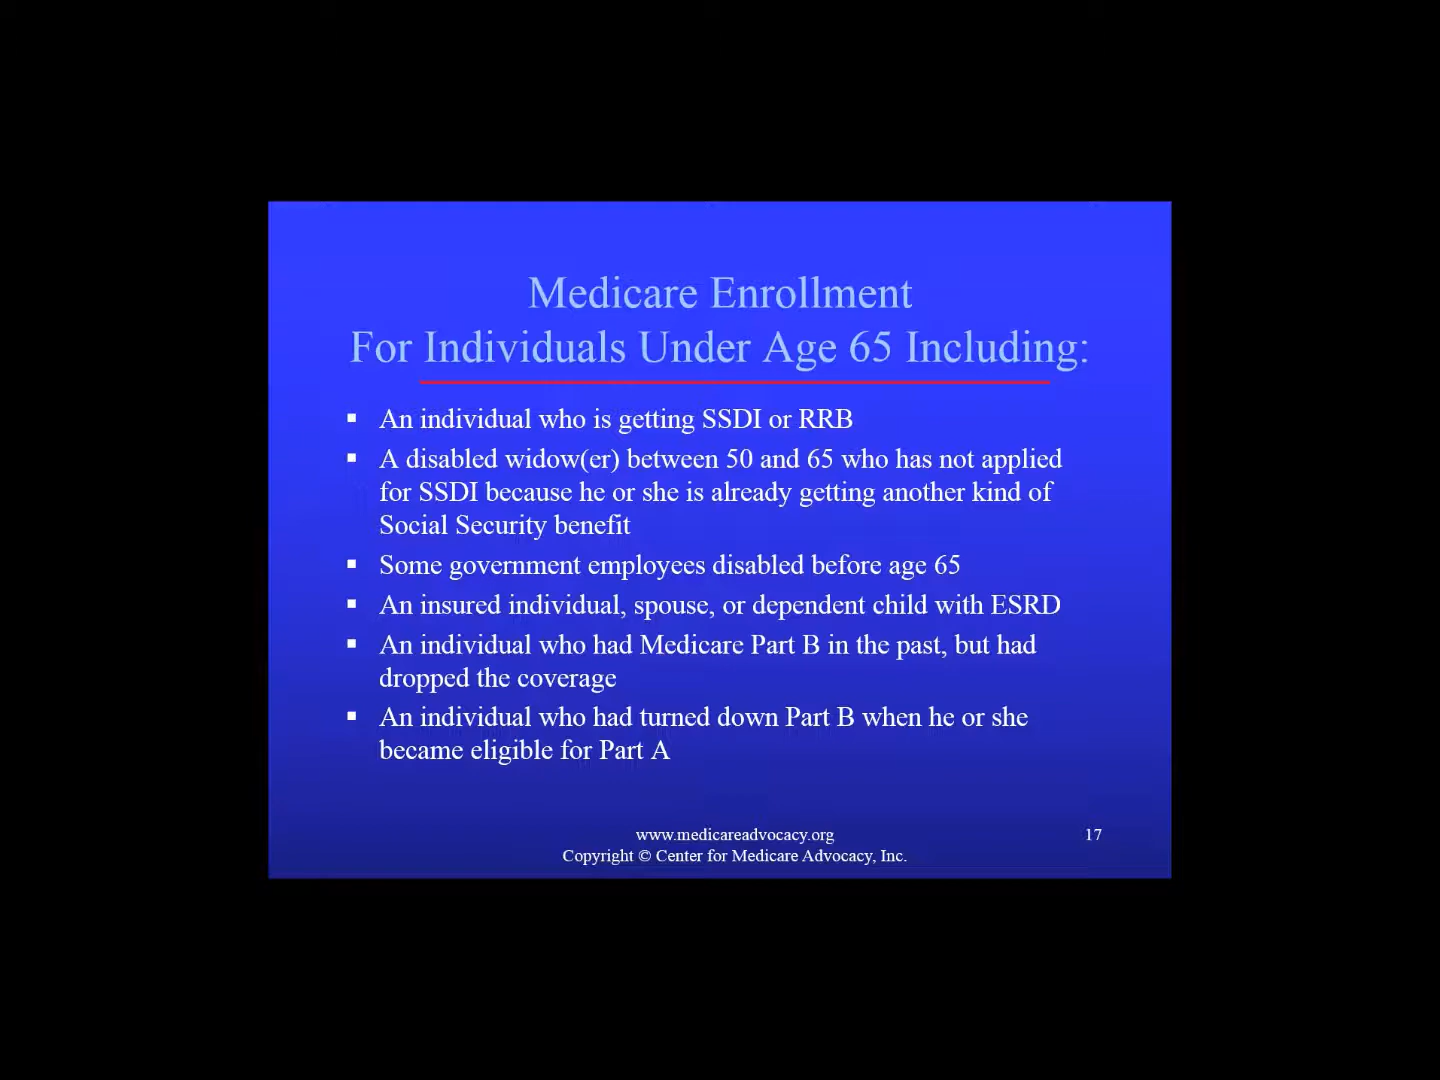 Medicare Enrollment
For Individuals Under Age 65 Including:
▪ An individual who is getting SSDI or RRB
▪ A disabled widow(er) between 50 and 65 who has not applied
for SSDI because he or she is already getting another kind of
Social Security benefit
▪ Some government employees disabled before age 65
▪ An insured individual, spouse, or dependent child with ESRD
▪ An individual who had Medicare Part B in the past, but had
dropped the coverage
▪ An individual who had turned down Part B when he or she
became eligible for Part A
www.medicareadvocacy.org 17
Copyright © Center for Medicare Advocacy, Inc.